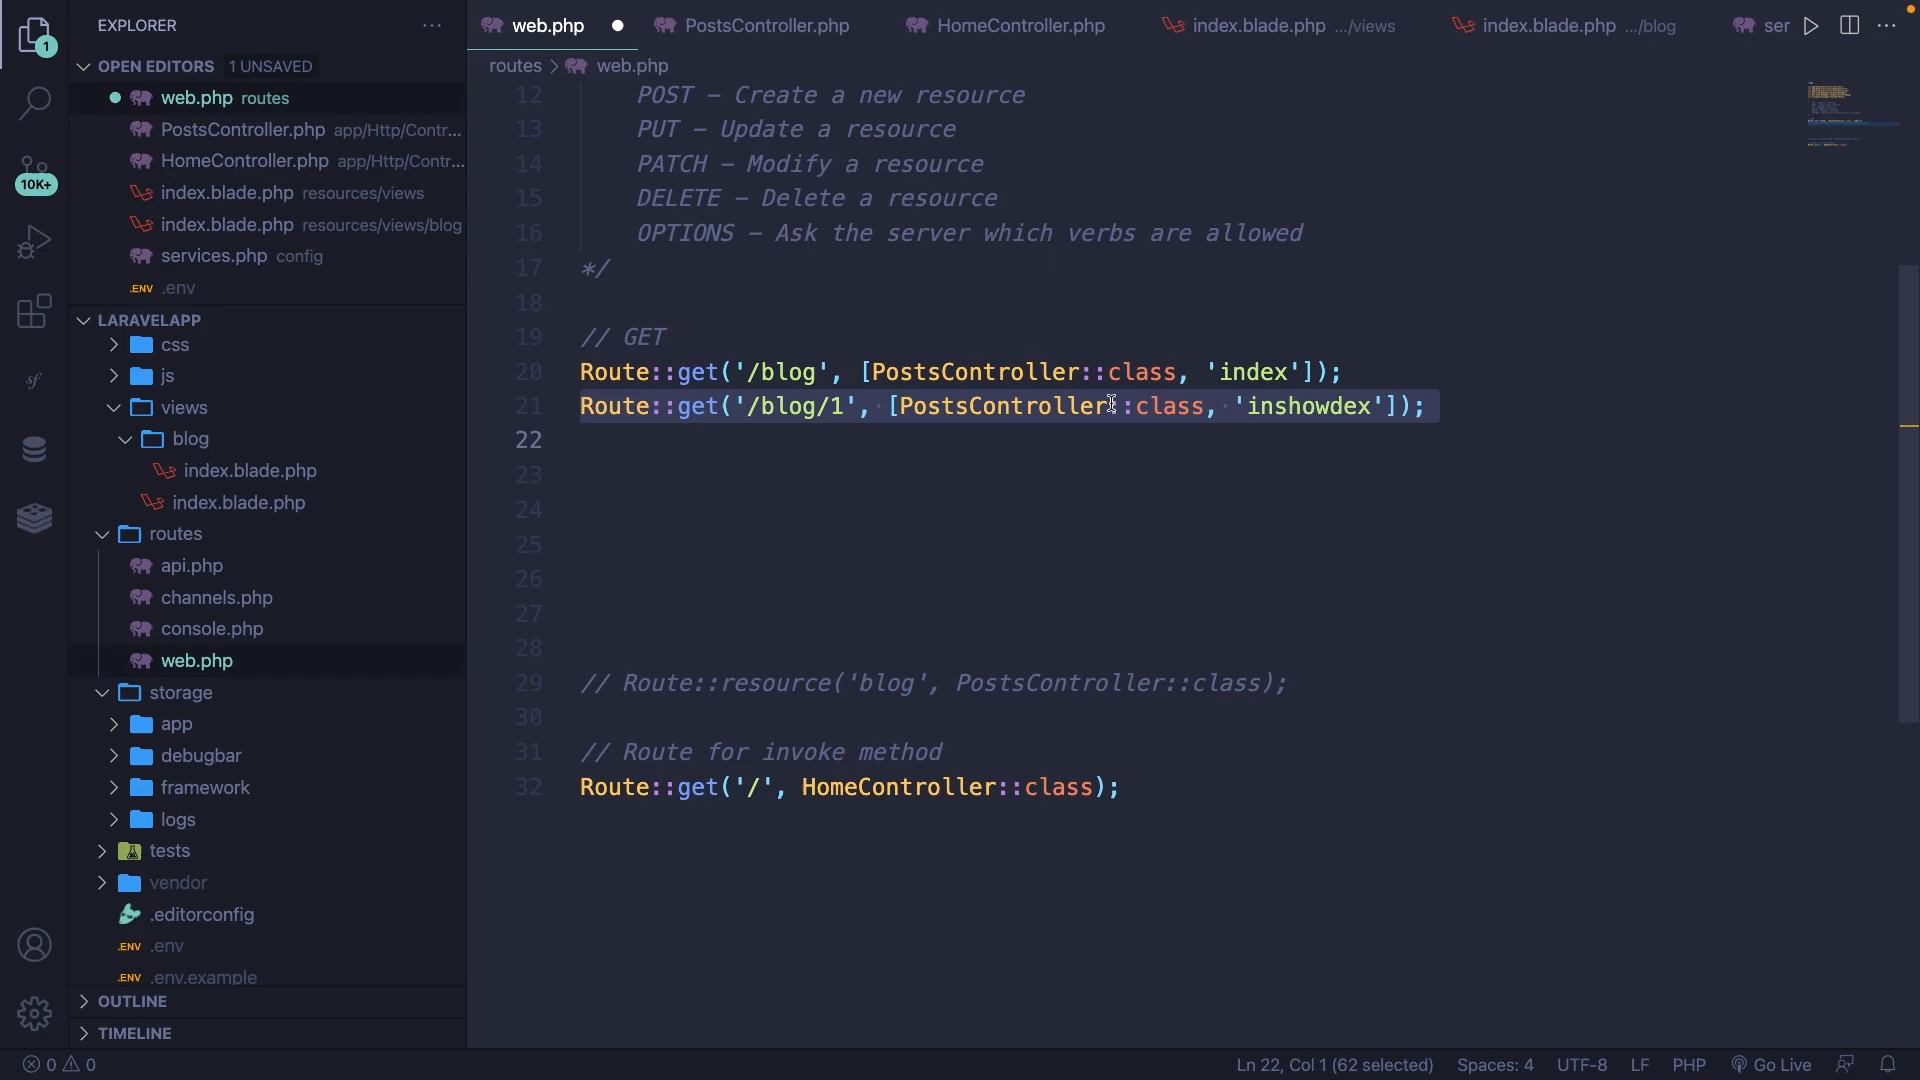 EXPLORER
1
OPEN EDITORS 1 UNSAVED
web.php routes
PostsController.php app/Http/Contr...
HomeController.php app/Http/Contr...
index.blade.php resources/views
index.blade.php resources/views/blog
services.php config
.ENV .env
10K+
LARAVELAPP
css
js
views
blog
index.blade.php
index.blade.php
routes
api.php
channels.php
console.php
web.php
storage
app
debugbar
framework
logs
tests
vendor
.editorconfig
.ENV .env
.ENV .env.example
OUTLINE
TIMELINE
web.php PostsController.php HomeController.php index.blade.php .../views index.blade.php .../blog ser
routes > web.php
12 POST – Create a new resource
13 PUT – Update a resource
14 PATCH – Modify a resource
15 DELETE – Delete a resource
16 OPTIONS – Ask the server which verbs are allowed
17 */
18
19 // GET
20 Route::get('/blog', [PostsController::class, 'index']);
21 Route::get('/blog/1', [PostsController::class, 'inshowdex']);
22
23
24
25
26
27
28
29 // Route::resource('blog', PostsController::class);
30
31 // Route for invoke method
32 Route::get('/', HomeController::class);
0 0 Ln 22, Col 1 (62 selected) Spaces: 4 UTF-8 LF PHP Go Live